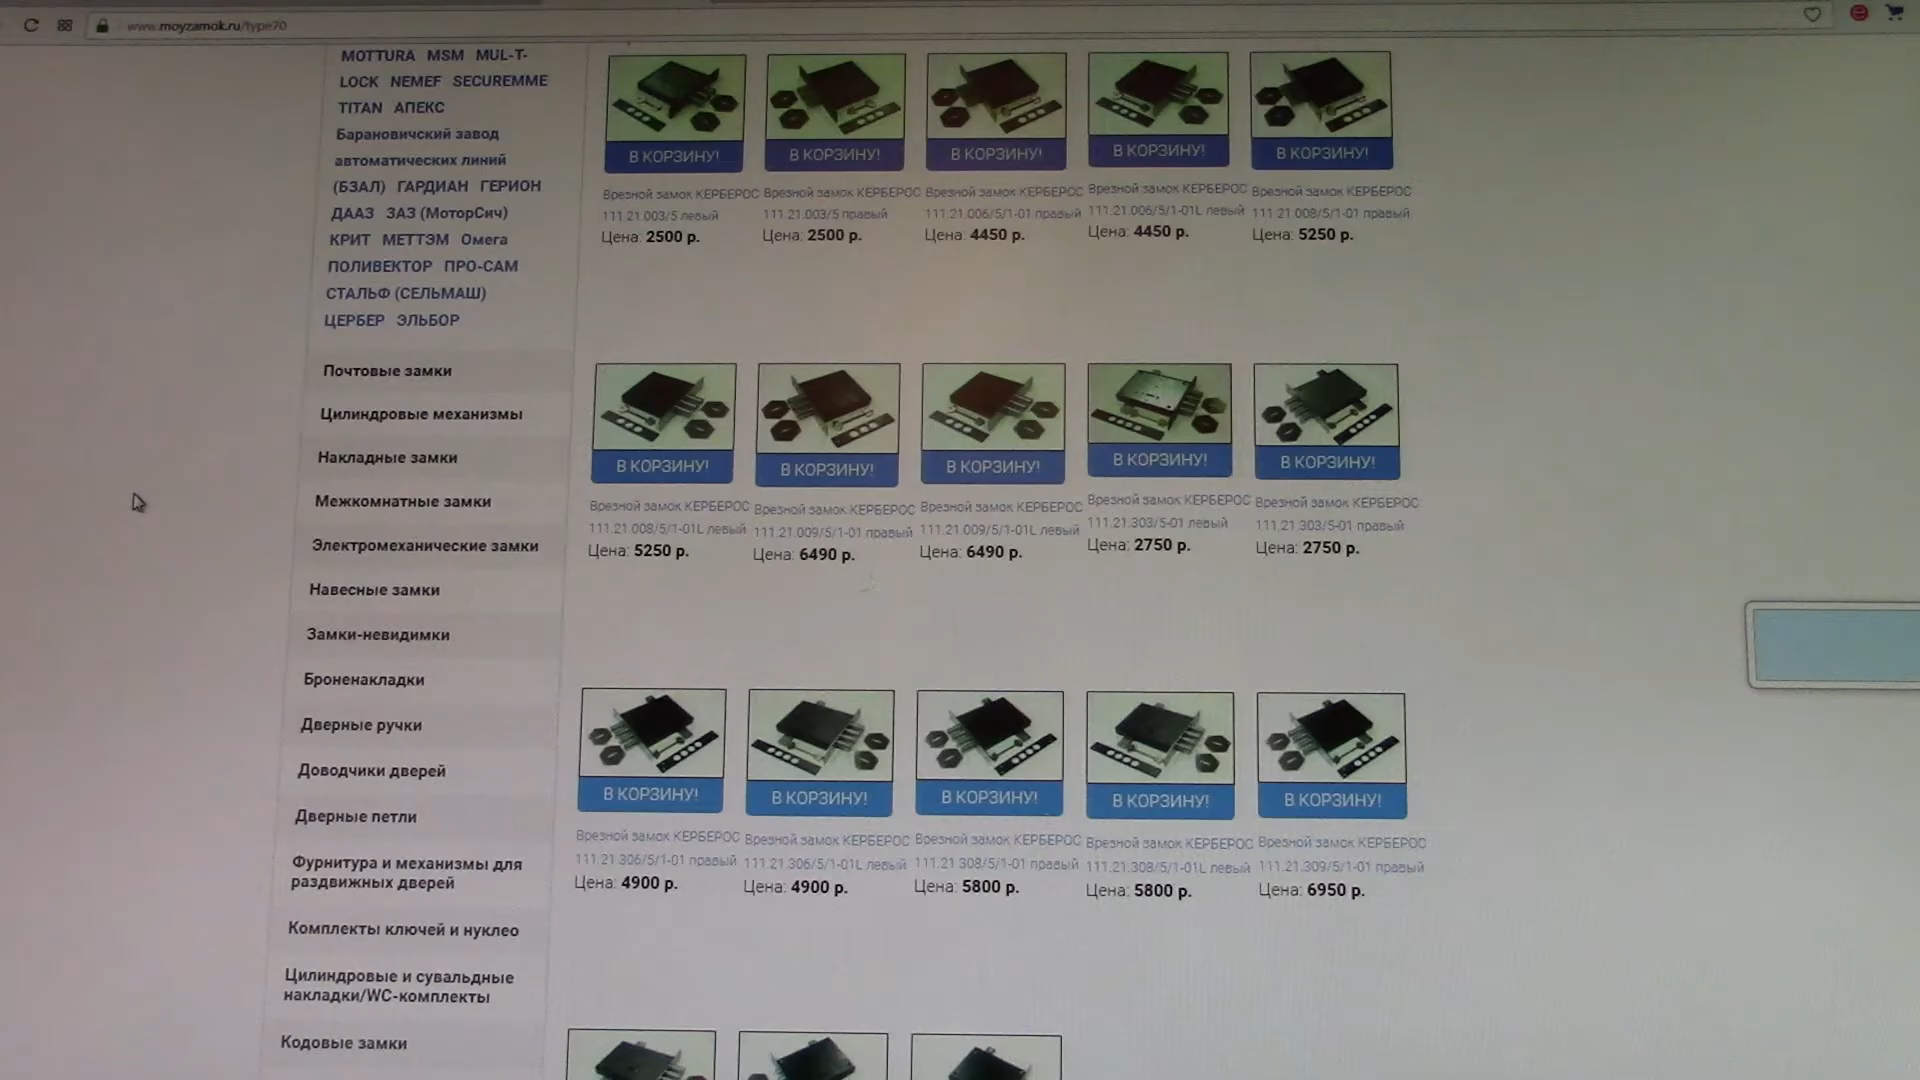 www.moyzamok.ru/type70
MOTTURA MSM MUL-T-
LOCK NEMEF SECUREMME
TITAN АПЕКС
Барановичский завод
автоматических линий
(БЗАЛ) ГАРДИАН ГЕРИОН
ДААЗ ЗАЗ (МоторСич)
КРИТ МЕТТЭМ Омега
ПОЛИВЕКТОР ПРО-САМ
СТАЛЬФ (СЕЛЬМАШ)
ЦЕРБЕР ЭЛЬБОР
Почтовые замки
Цилиндровые механизмы
Накладные замки
Межкомнатные замки
Электромеханические замки
Навесные замки
Замки-невидимки
Броненакладки
Дверные ручки
Доводчики дверей
Дверные петли
Фурнитура и механизмы для
раздвижных дверей
Комплекты ключей и нуклео
Цилиндровые и сувальдные
накладки/WC-комплекты
Кодовые замки
В КОРЗИНУ! В КОРЗИНУ! В КОРЗИНУ! В КОРЗИНУ! В КОРЗИНУ!
Врезной замок КЕРБЕРОС Врезной замок КЕРБЕРОС Врезной замок КЕРБЕРОС Врезной замок КЕРБЕРОС Врезной замок КЕРБЕРОС
111.21.003/5 левый 111.21.003/5 правый 111.21.006/5/1-01 правый 111.21.006/5/1-01L левый 111.21.008/5/1-01 правый
Цена: 2500 р. Цена: 2500 р. Цена: 4450 р. Цена: 4450 р. Цена: 5250 р.
В КОРЗИНУ! В КОРЗИНУ! В КОРЗИНУ! В КОРЗИНУ! В КОРЗИНУ!
Врезной замок КЕРБЕРОС Врезной замок КЕРБЕРОС Врезной замок КЕРБЕРОС Врезной замок КЕРБЕРОС Врезной замок КЕРБЕРОС
111.21.008/5/1-01L левый 111.21.009/5/1-01 правый 111.21.009/5/1-01L левый 111.21.303/5-01 левый 111.21.303/5-01 правый
Цена: 5250 р. Цена: 6490 р. Цена: 6490 р. Цена: 2750 р. Цена: 2750 р.
В КОРЗИНУ! В КОРЗИНУ! В КОРЗИНУ! В КОРЗИНУ! В КОРЗИНУ!
Врезной замок КЕРБЕРОС Врезной замок КЕРБЕРОС Врезной замок КЕРБЕРОС Врезной замок КЕРБЕРОС Врезной замок КЕРБЕРОС
111.21.306/5/1-01 правый 111.21.306/5/1-01L левый 111.21.308/5/1-01 правый 111.21.308/5/1-01L левый 111.21.309/5/1-01 правый
Цена: 4900 р. Цена: 4900 р. Цена: 5800 р. Цена: 5800 р. Цена: 6950 р.